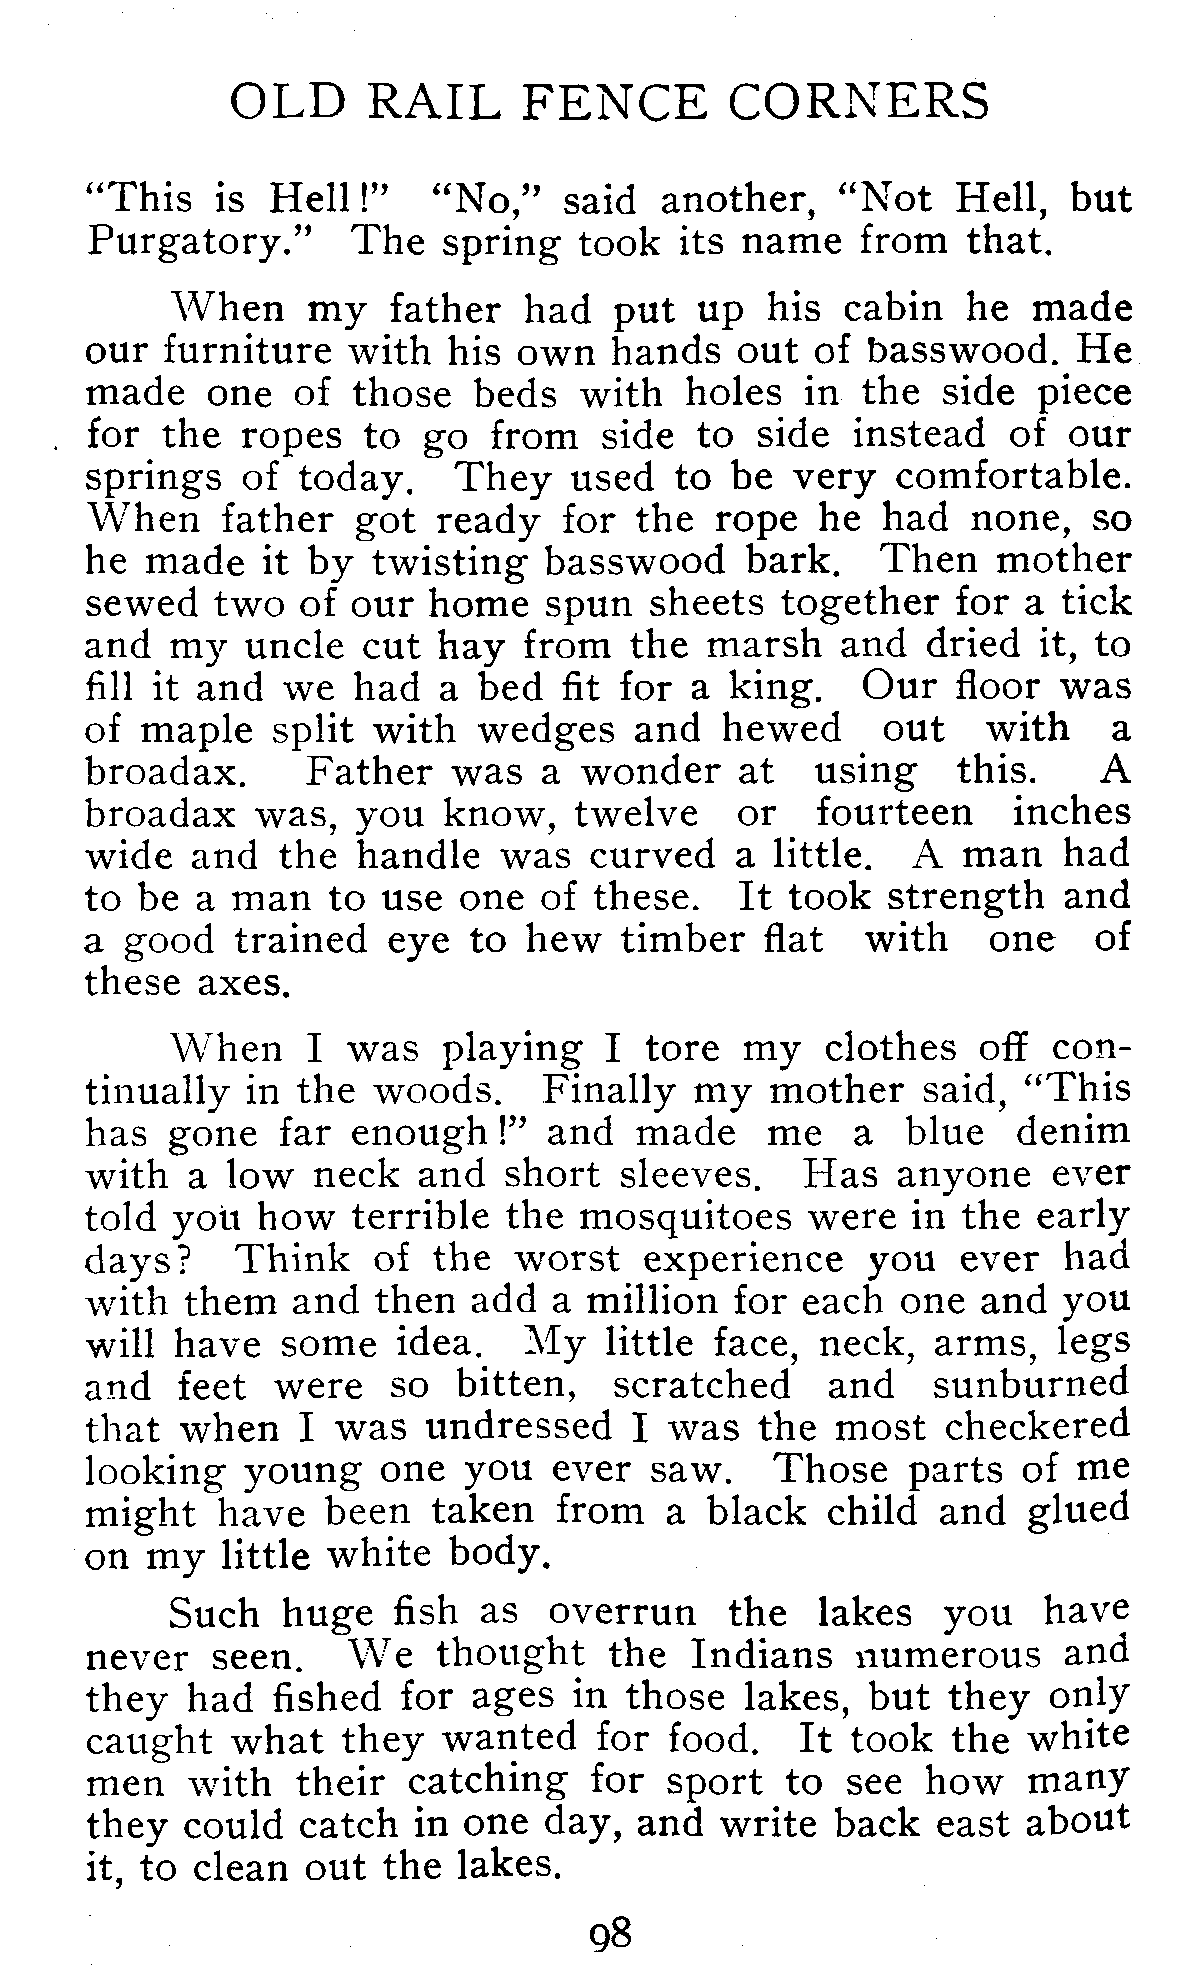 OLD RAIL FENCE CORNERS
“This is Hell!” “No,” said another, “Not Hell, but
Purgatory.” The spring took its name from that.
When my father had put up his cabin he made
our furniture with his own hands out of basswood. He
made one of those beds with holes in the side piece
for the ropes to go from side to side instead of our
springs of today. They used to be very comfortable.
When father got ready for the rope he had none, so
he made it by twisting basswood bark. Then mother
sewed two of our home spun sheets together for a tick
and my uncle cut hay from the marsh and dried it, to
fill it and we had a bed fit for a king. Our floor was
of maple split with wedges and hewed out with a
broadax. Father was a wonder at using this. A
broadax was, you know, twelve or fourteen inches
wide and the handle was curved a little. A man had
to be a man to use one of these. It took strength and
a good trained eye to hew timber flat with one of
these axes.
When I was playing I tore my clothes off con-
tinually in the woods. Finally my mother said, “This
has gone far enough!” and made me a blue denim
with a low neck and short sleeves. Has anyone ever
told you how terrible the mosquitoes were in the early
days? Think of the worst experience you ever had
with them and then add a million for each one and you
will have some idea. My little face, neck, arms, legs
and feet were so bitten, scratched and sunburned
that when I was undressed I was the most checkered
looking young one you ever saw. Those parts of me
might have been taken from a black child and glued
on my little white body.
Such huge fish as overrun the lakes you have
never seen. We thought the Indians numerous and
they had fished for ages in those lakes, but they only
caught what they wanted for food. It took the white
men with their catching for sport to see how many
they could catch in one day, and write back east about
it, to clean out the lakes.
98